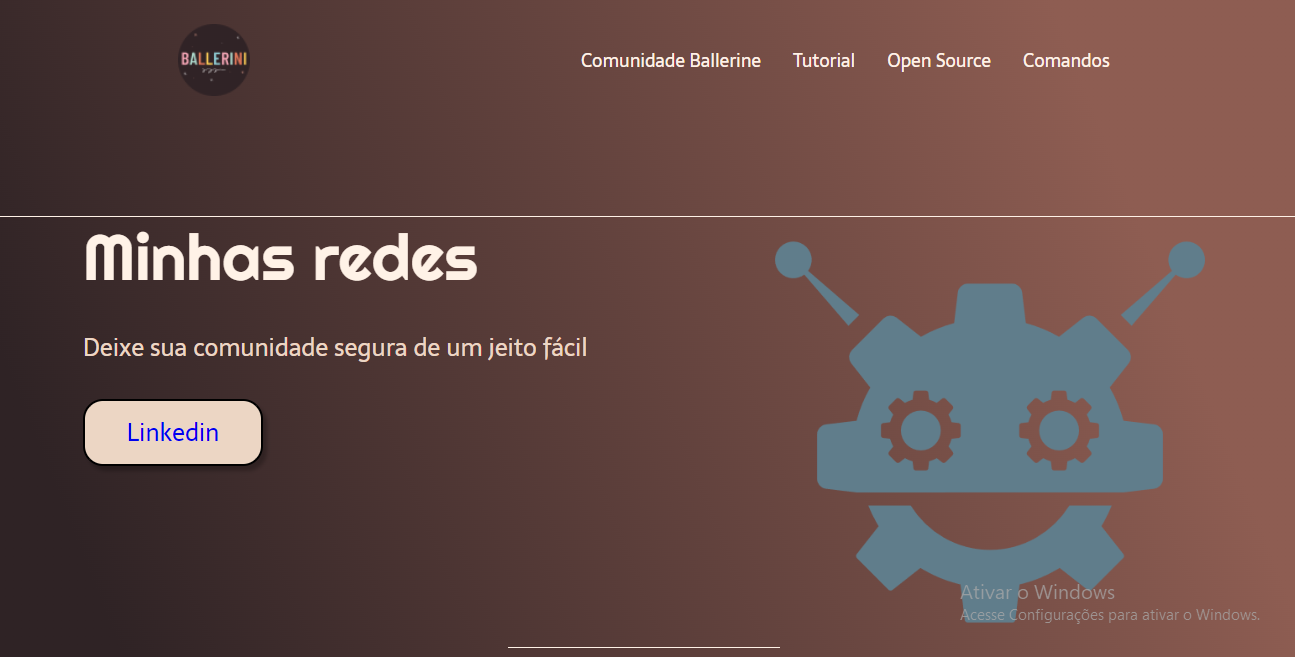 BALLERINI
Comunidade Ballerine Tutorial Open Source Comandos
Minhas redes
Deixe sua comunidade segura de um jeito fácil
Linkedin
Ativar o Windows
Acesse Configurações para ativar o Windows.